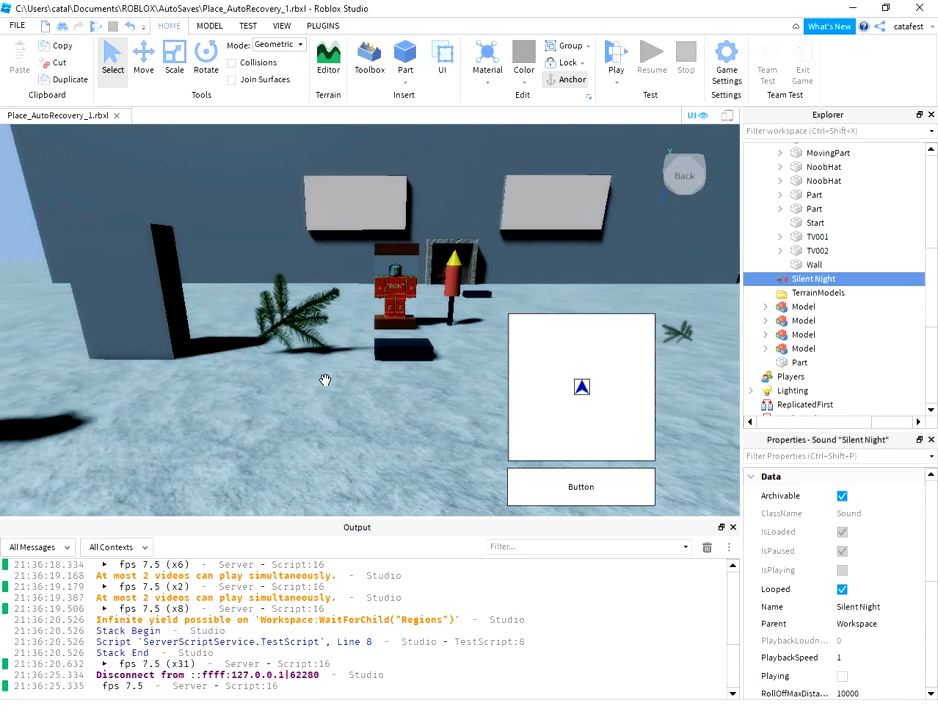 C:\Users\catal\Documents\ROBLOX\AutoSaves\Place_AutoRecovery_1.rbxl - Roblox Studio
FILE HOME MODEL TEST VIEW PLUGINS What's New catafest
Paste Copy Cut Duplicate
Clipboard
Select Move Scale Rotate
Mode: Geometric
Collisions
Join Surfaces
Tools
Editor
Terrain
Toolbox Part UI
Insert
Material Color Group Lock Anchor
Edit
Play Resume Stop
Test
Game Settings
Settings
Team Test Exit Game
Team Test
Place_AutoRecovery_1.rbxl
UI
Y
Back
FRONT
Button
Explorer
Filter workspace (Ctrl+Shift+X)
MovingPart
NoobHat
NoobHat
Part
Part
Start
TV001
TV002
Wall
Silent Night
TerrainModels
Model
Model
Model
Model
Part
Players
Lighting
ReplicatedFirst
Properties - Sound "Silent Night"
Filter Properties (Ctrl+Shift+P)
Data
Archivable
ClassName Sound
IsLoaded
IsPaused
IsPlaying
Looped
Name Silent Night
Parent Workspace
PlaybackLoudn... 0
PlaybackSpeed 1
Playing
RollOffMaxDista... 10000
Output
All Messages All Contexts Filter...
21:36:18.334 fps 7.5 (x6) - Server - Script:16
21:36:19.168 At most 2 videos can play simultaneously. - Studio
21:36:19.179 fps 7.5 (x2) - Server - Script:16
21:36:19.387 At most 2 videos can play simultaneously. - Studio
21:36:19.506 fps 7.5 (x8) - Server - Script:16
21:36:20.526 Infinite yield possible on 'Workspace:WaitForChild("Regions")' - Studio
21:36:20.526 Stack Begin - Studio
21:36:20.526 Script 'ServerScriptService.TestScript', Line 8 - Studio - TestScript:8
21:36:20.526 Stack End - Studio
21:36:20.632 fps 7.5 (x31) - Server - Script:16
21:36:25.334 Disconnect from ::ffff:127.0.0.1|62280 - Studio
21:36:25.686 fps 7.5 - Server - Script:16